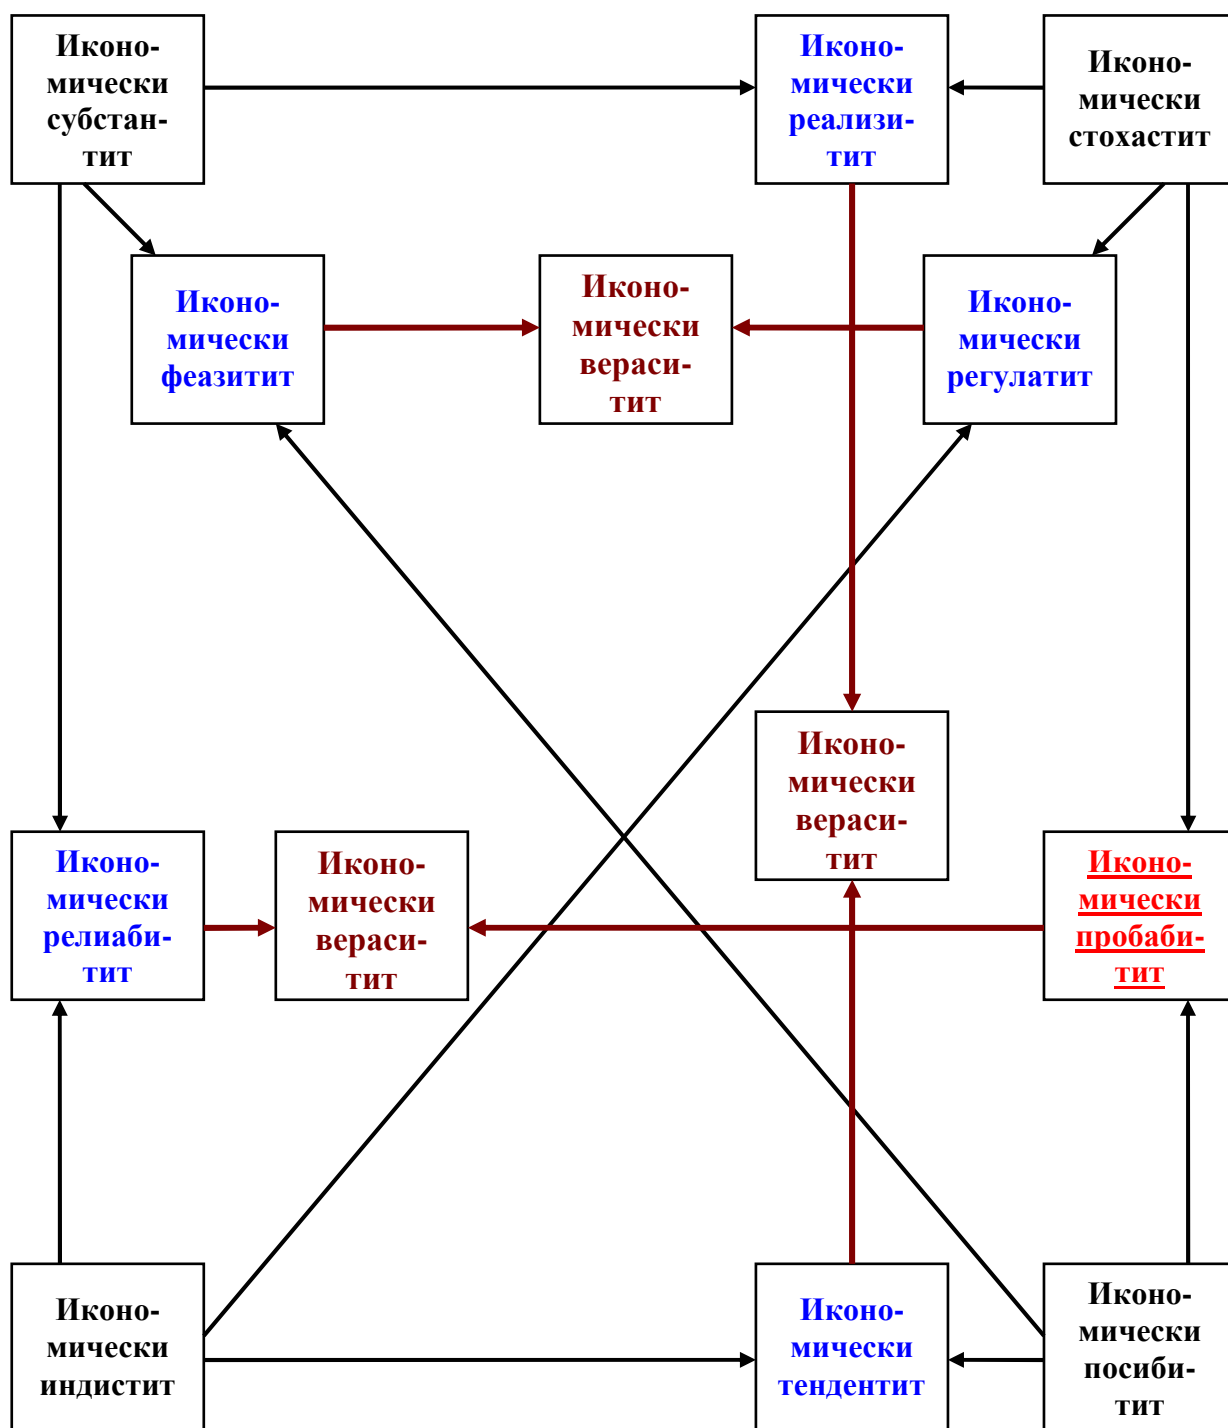 Иконо-
мически
субстан-
тит
Иконо-
мически
реализи-
тит
Иконо-
мически
стохастит
Иконо-
мически
феазитит
Иконо-
мически
вераси-
тит
Иконо-
мически
регулатит
Иконо-
мически
вераси-
тит
Иконо-
мически
релиаби-
тит
Иконо-
мически
вераси-
тит
Иконо-
мически
пробаби-
тит
Иконо-
мически
индистит
Иконо-
мически
тендентит
Иконо-
мически
посиби-
тит